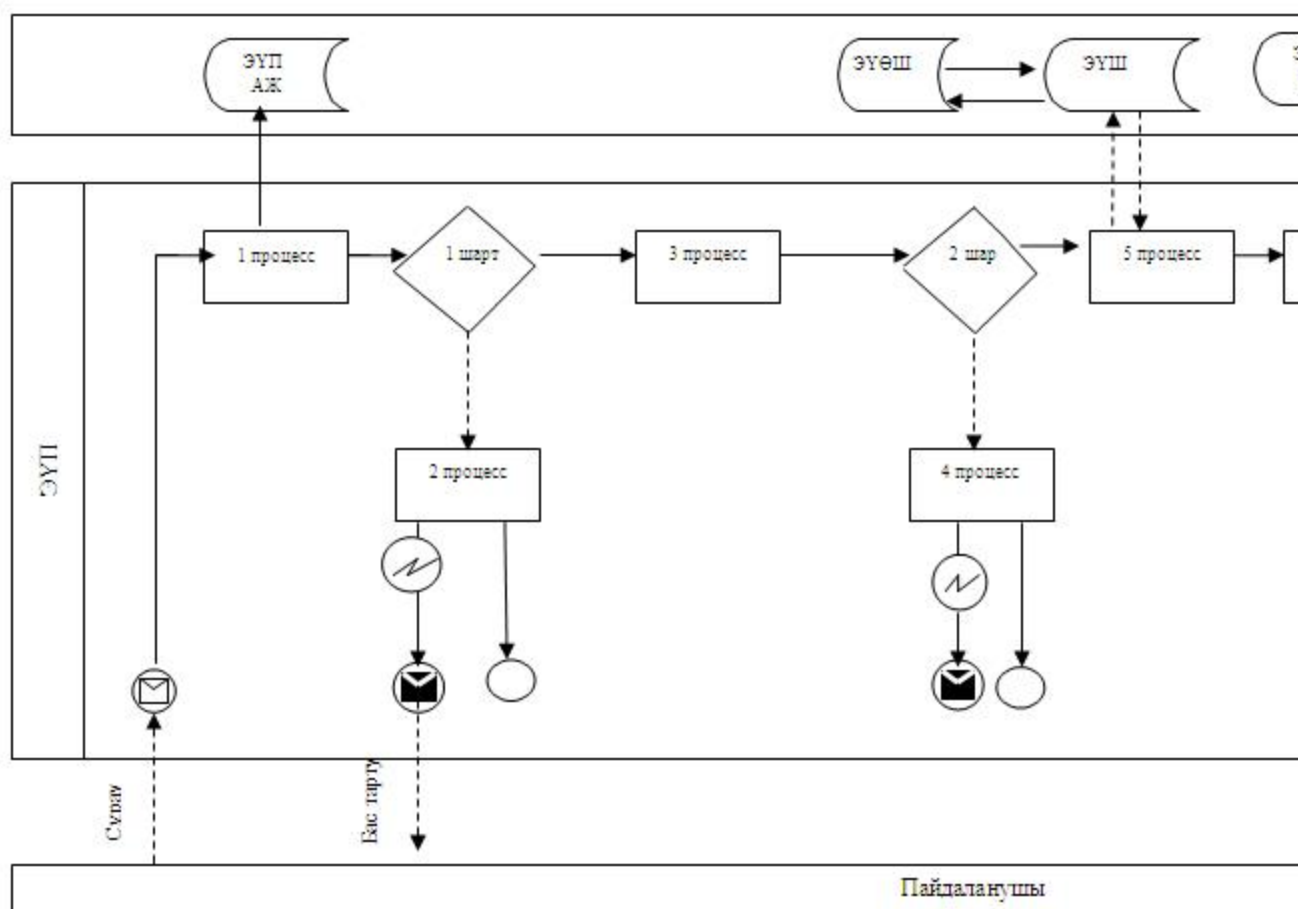 ЭҮП
АЖ
ЭҮӨШ
ЭҮШ
1 процесс
1 шарт
3 процесс
2 шар
5 процесс
ЭҮП
2 процесс
4 процесс
Сұрау
Бас тарту
Пайдаланушы